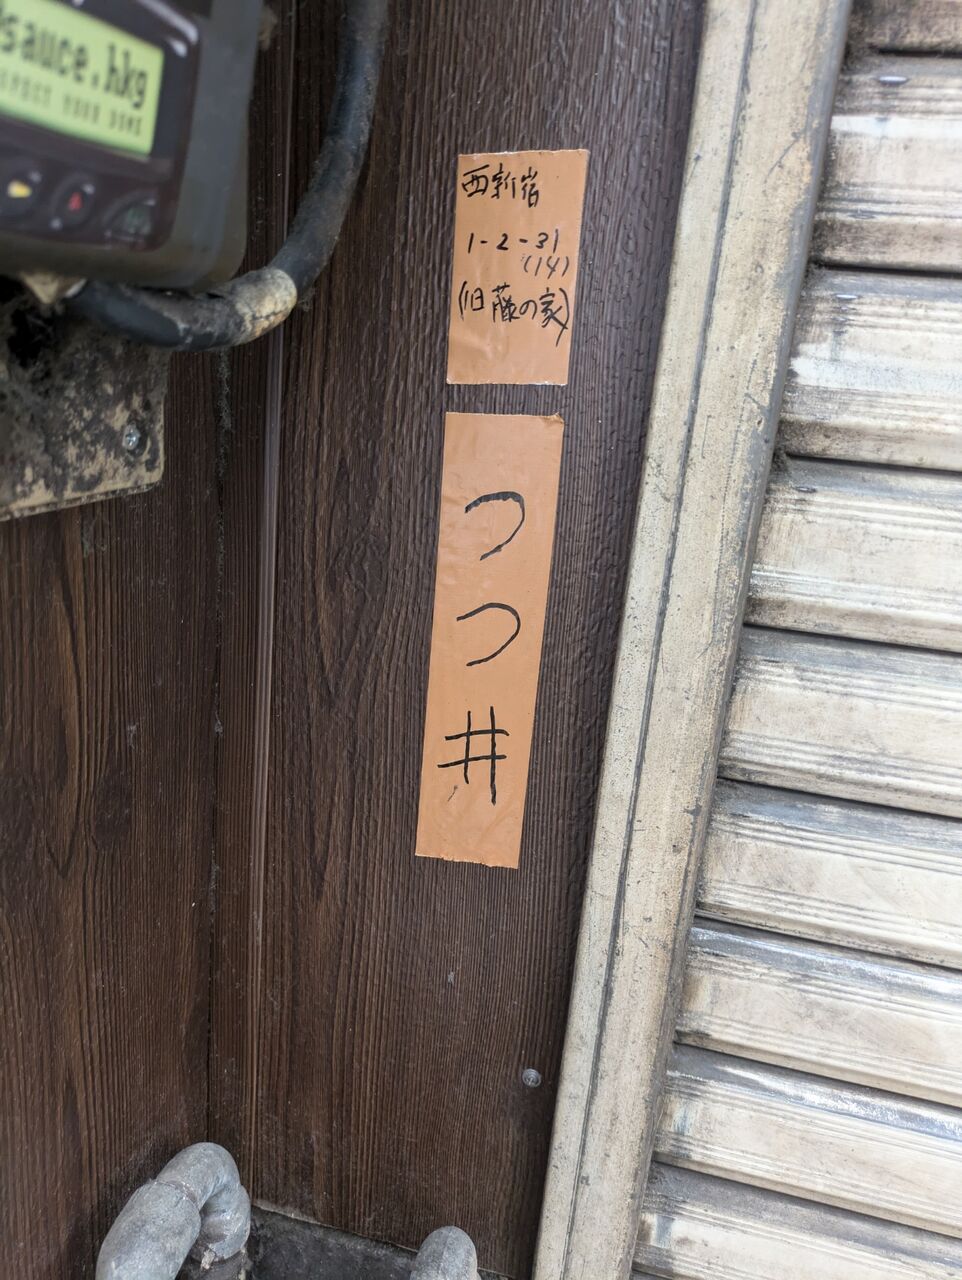 sauce.hkg
西新宿
1-2-31
(14)
(旧藤の家)
つつ井